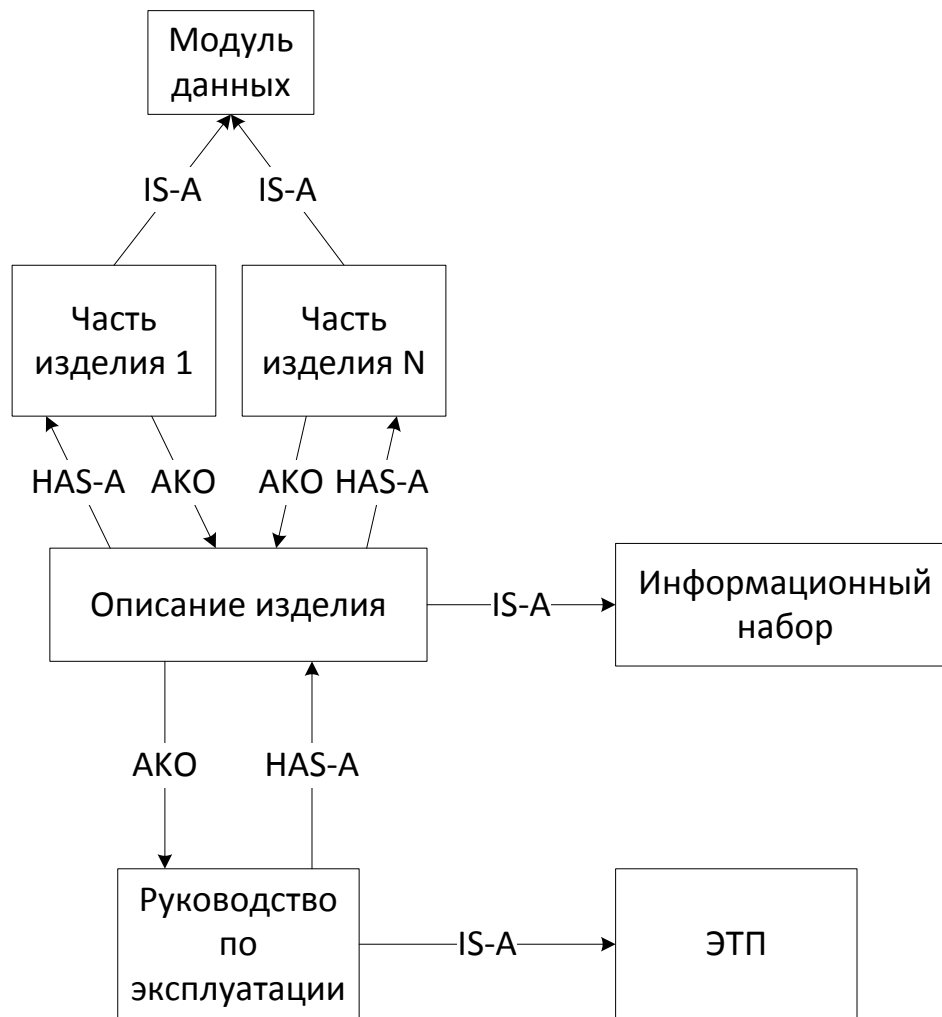 Модуль
данных
IS-A IS-A
Часть
изделия 1
Часть
изделия N
HAS-A AKO AKO HAS-A
Описание изделия
IS-A
Информационный
набор
AKO HAS-A
Руководство
по
эксплуатации
IS-A
ЭТП